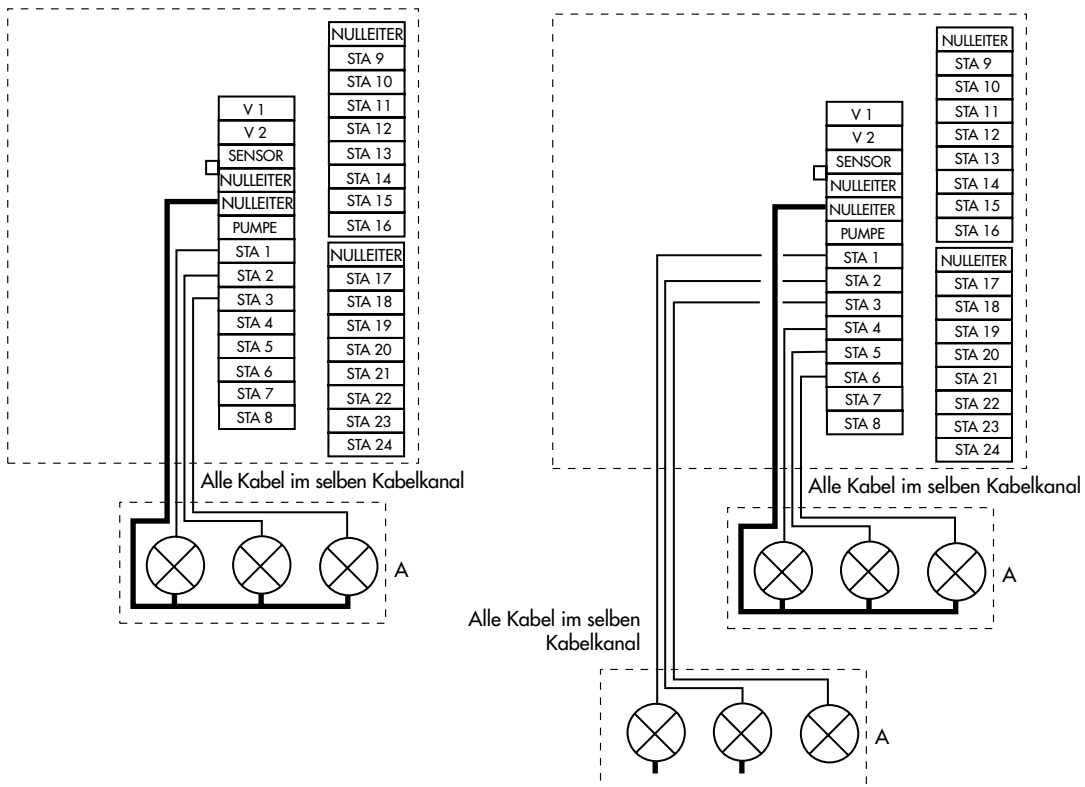 NULLEITER
STA 9
STA 10
STA 11
STA 12
STA 13
STA 14
STA 15
STA 16
NULLEITER
STA 17
STA 18
STA 19
STA 20
STA 21
STA 22
STA 23
STA 24
V 1
V 2
SENSOR
NULLEITER
NULLEITER
PUMPE
STA 1
STA 2
STA 3
STA 4
STA 5
STA 6
STA 7
STA 8
Alle Kabel im selben Kabelkanal
A
NULLEITER
STA 9
STA 10
STA 11
STA 12
STA 13
STA 14
STA 15
STA 16
NULLEITER
STA 17
STA 18
STA 19
STA 20
STA 21
STA 22
STA 23
STA 24
V 1
V 2
SENSOR
NULLEITER
NULLEITER
PUMPE
STA 1
STA 2
STA 3
STA 4
STA 5
STA 6
STA 7
STA 8
Alle Kabel im selben Kabelkanal
A
Alle Kabel im selben
Kabelkanal
A